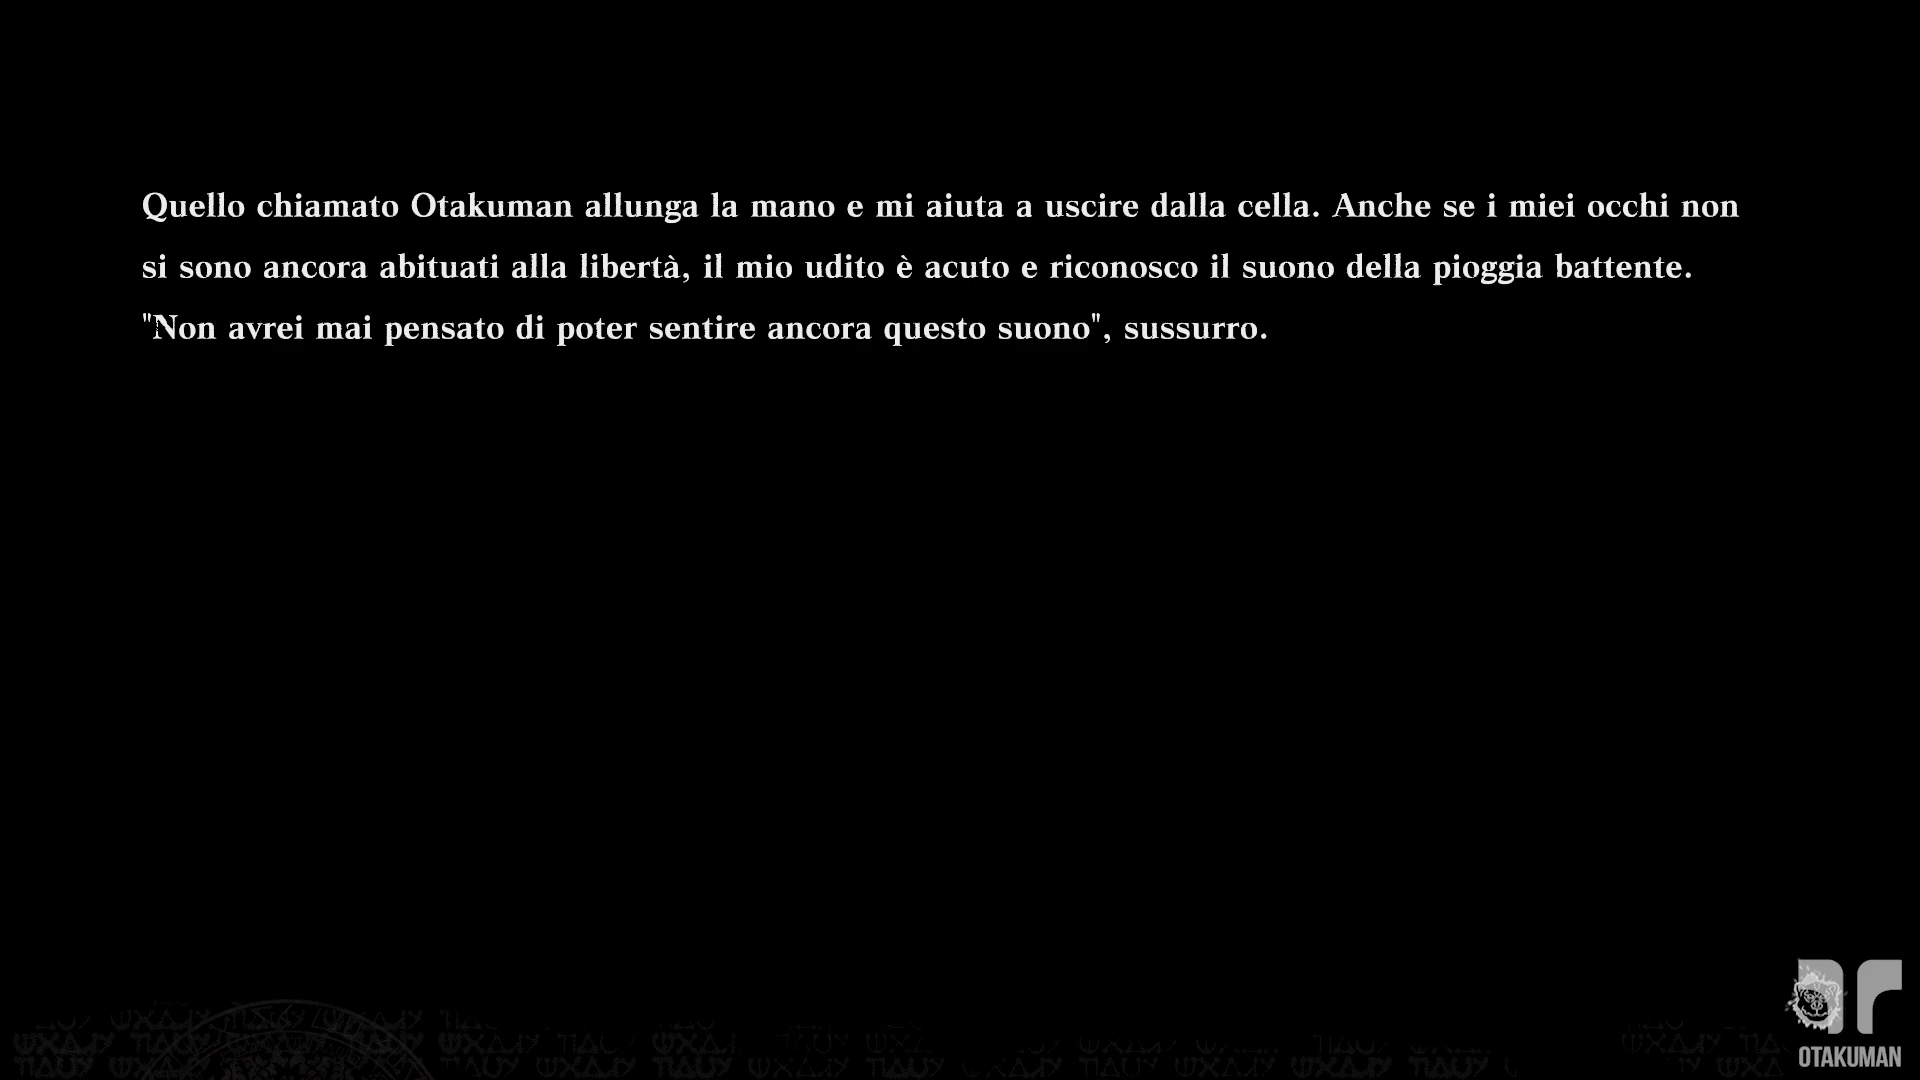 Quello chiamato Otakuman allunga la mano e mi aiuta a uscire dalla cella. Anche se i miei occhi non
si sono ancora abituati alla libertà, il mio udito è acuto e riconosco il suono della pioggia battente.
"Non avrei mai pensato di poter sentire ancora questo suono", sussurro.
OTAKUMAN